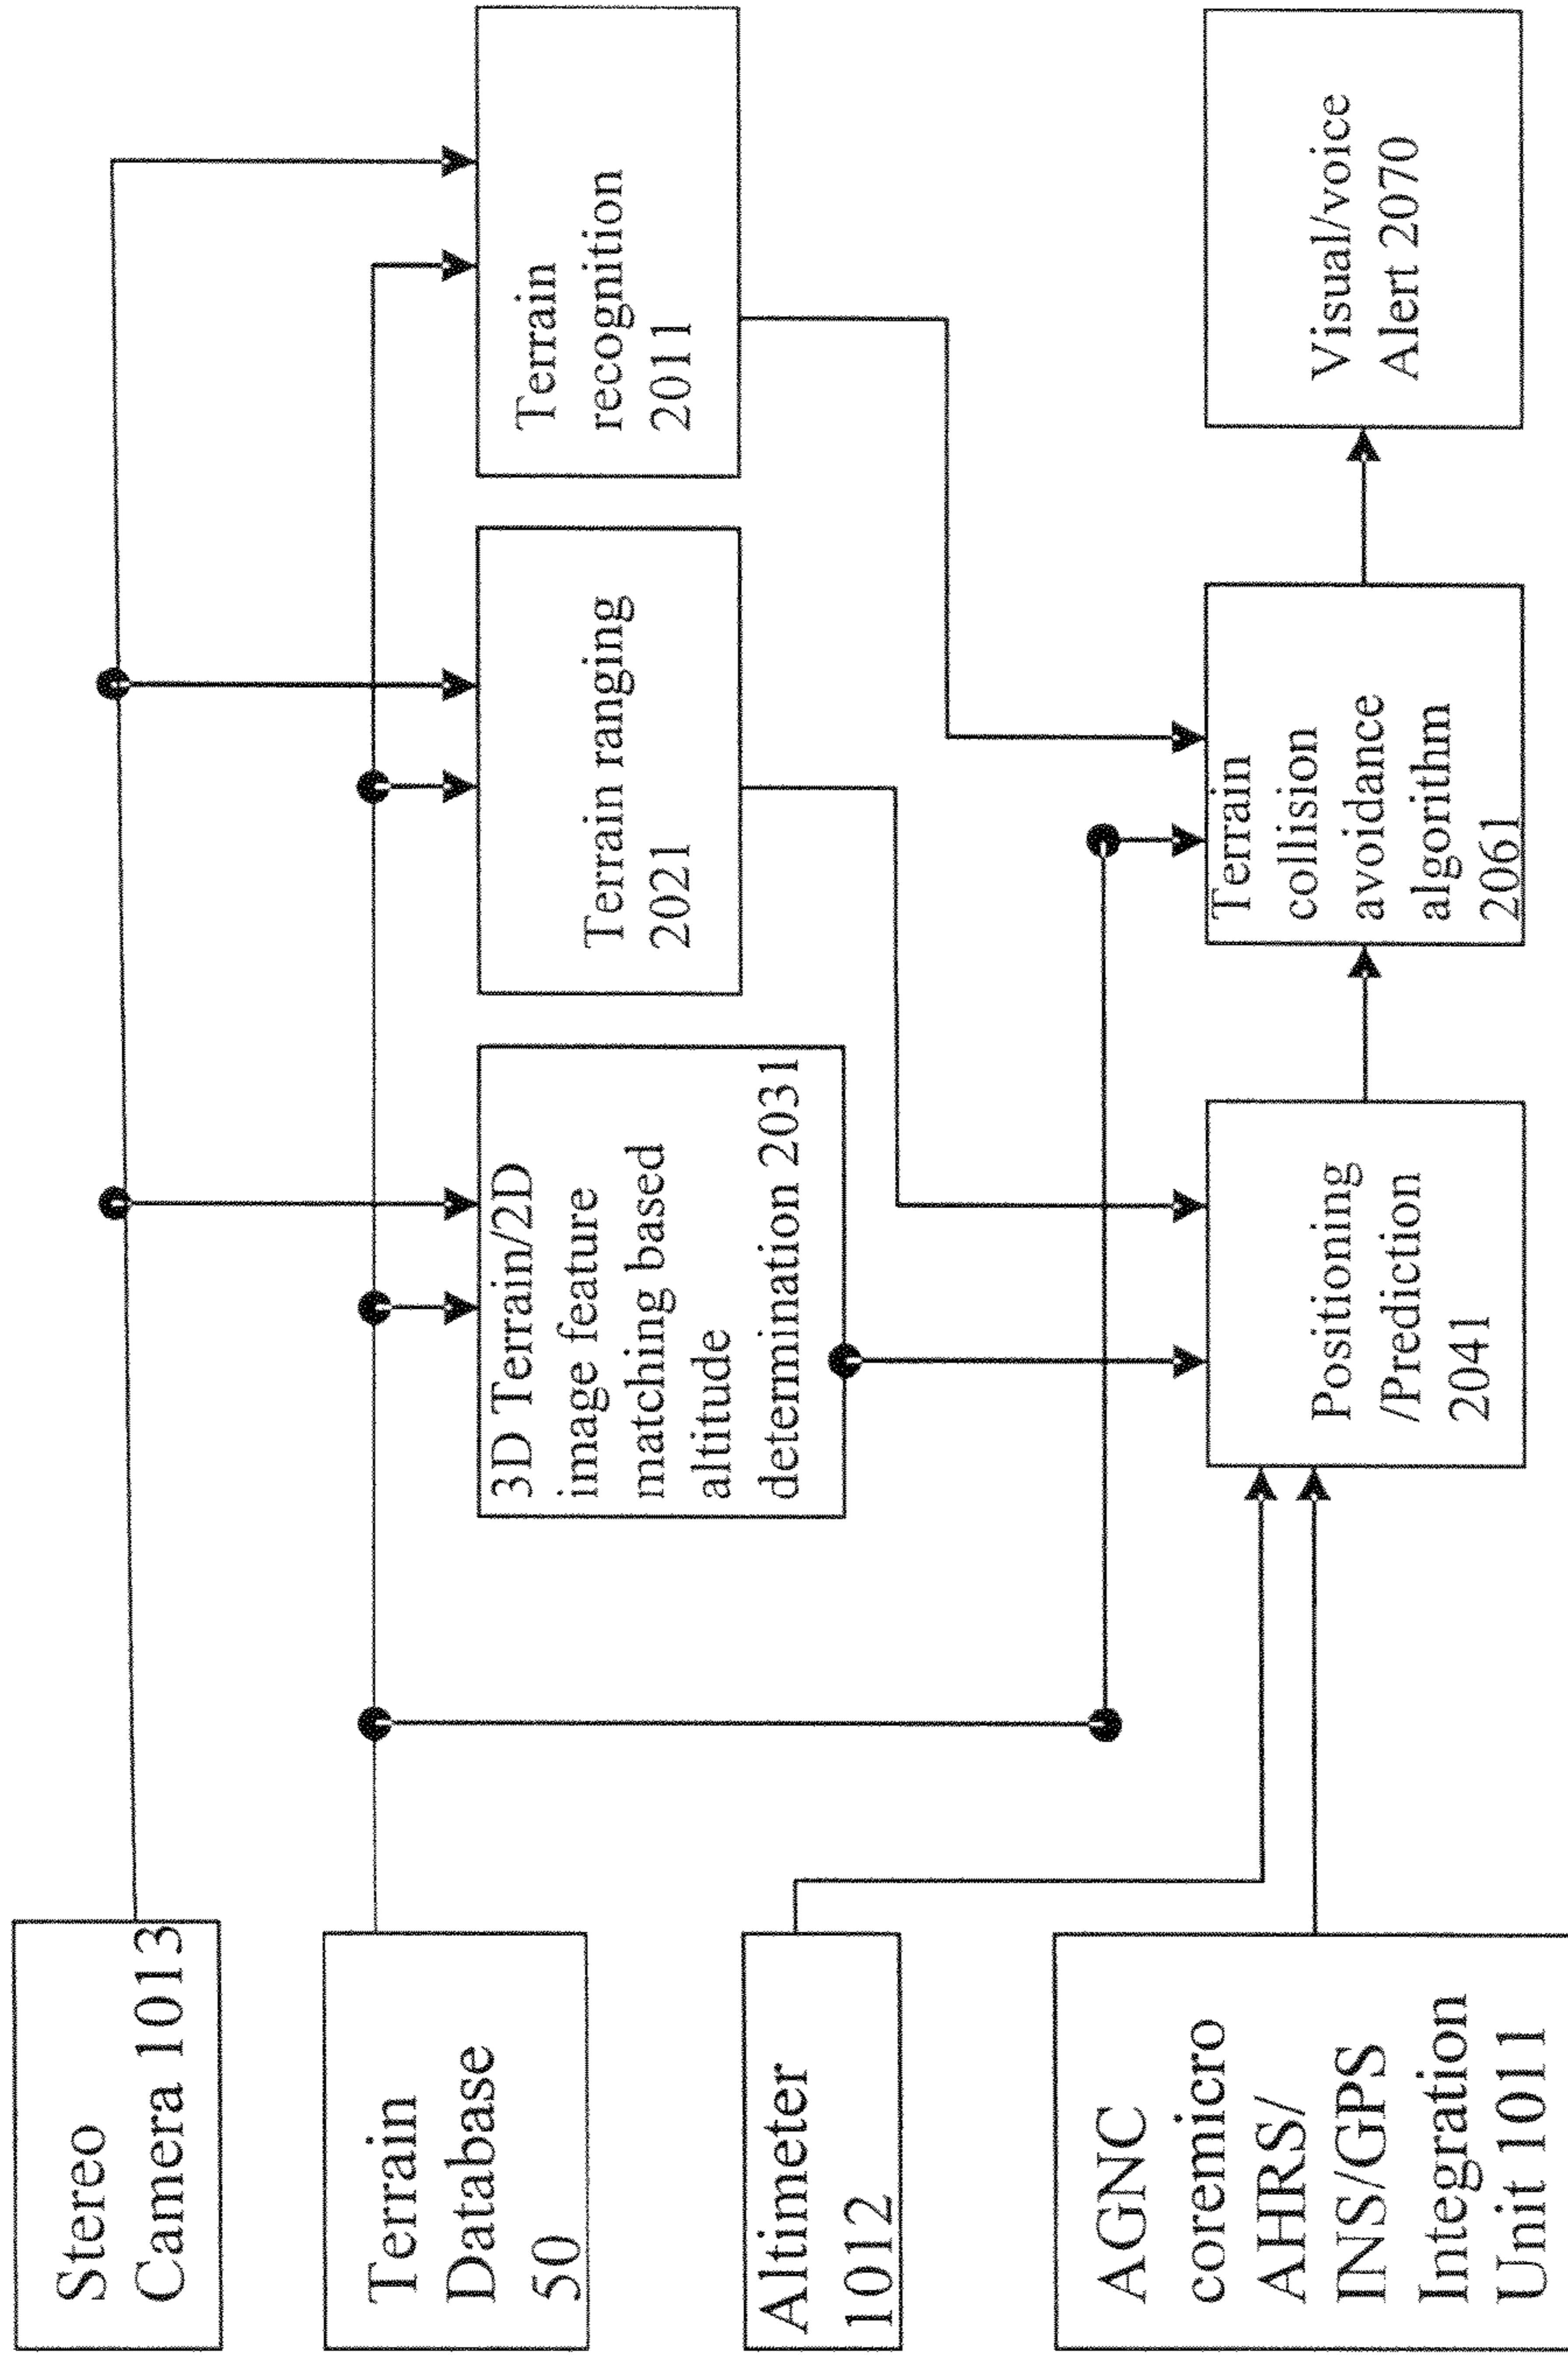 Stereo
Camera 1013
Terrain
Database
50
Altimeter
1012
AGNC
coremicro
AHRS/
INS/GPS
Integration
Unit 1011
3D Terrain/2D
image feature
matching based
altitude
determination 2031
Terrain ranging
2021
Terrain
recognition
2011
Positioning
/Prediction
2041
Terrain
collision
avoidance
algorithm
2061
Visual/voice
Alert 2070